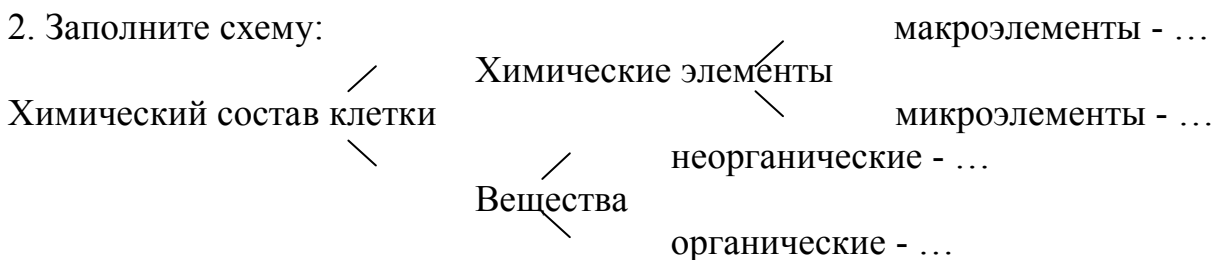 2. Заполните схему:
макроэлементы - …
Химические элементы
Химический состав клетки
микроэлементы - …
неорганические - …
Вещества
органические - …